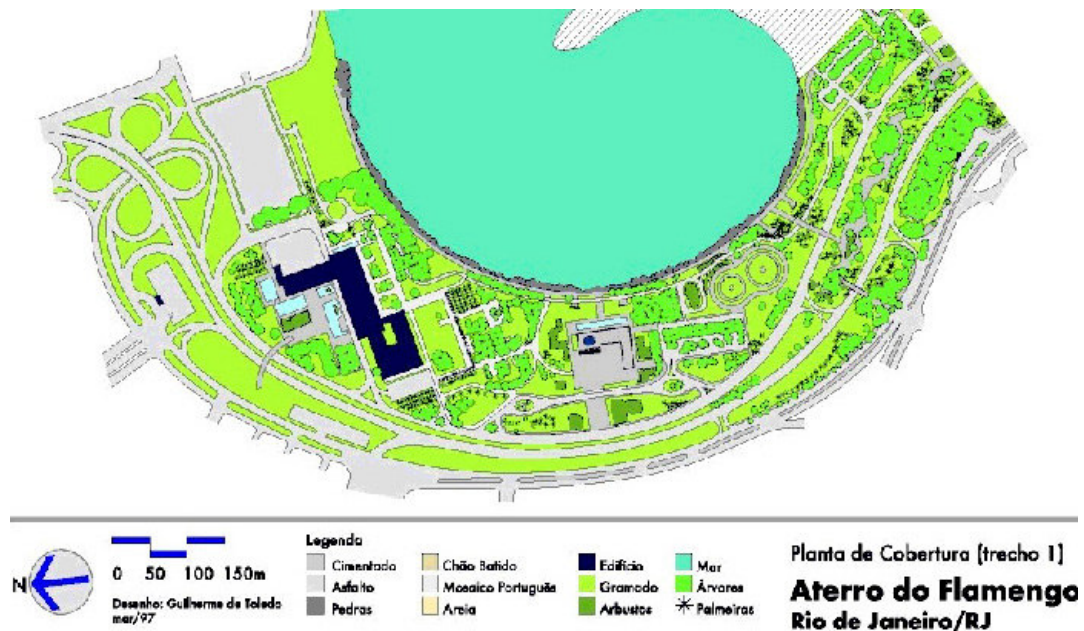 N
0 50 100 150m
Desenho: Guilherme de Toledo
mar/97
Legenda
Cimentado
Asfalto
Pedras
Chão Batido
Mosaico Português
Areia
Edifício
Gramado
Arbustos
Mar
Árvores
Palmeiras
Planta de Cobertura (trecho 1)
Aterro do Flamengo
Rio de Janeiro/RJ